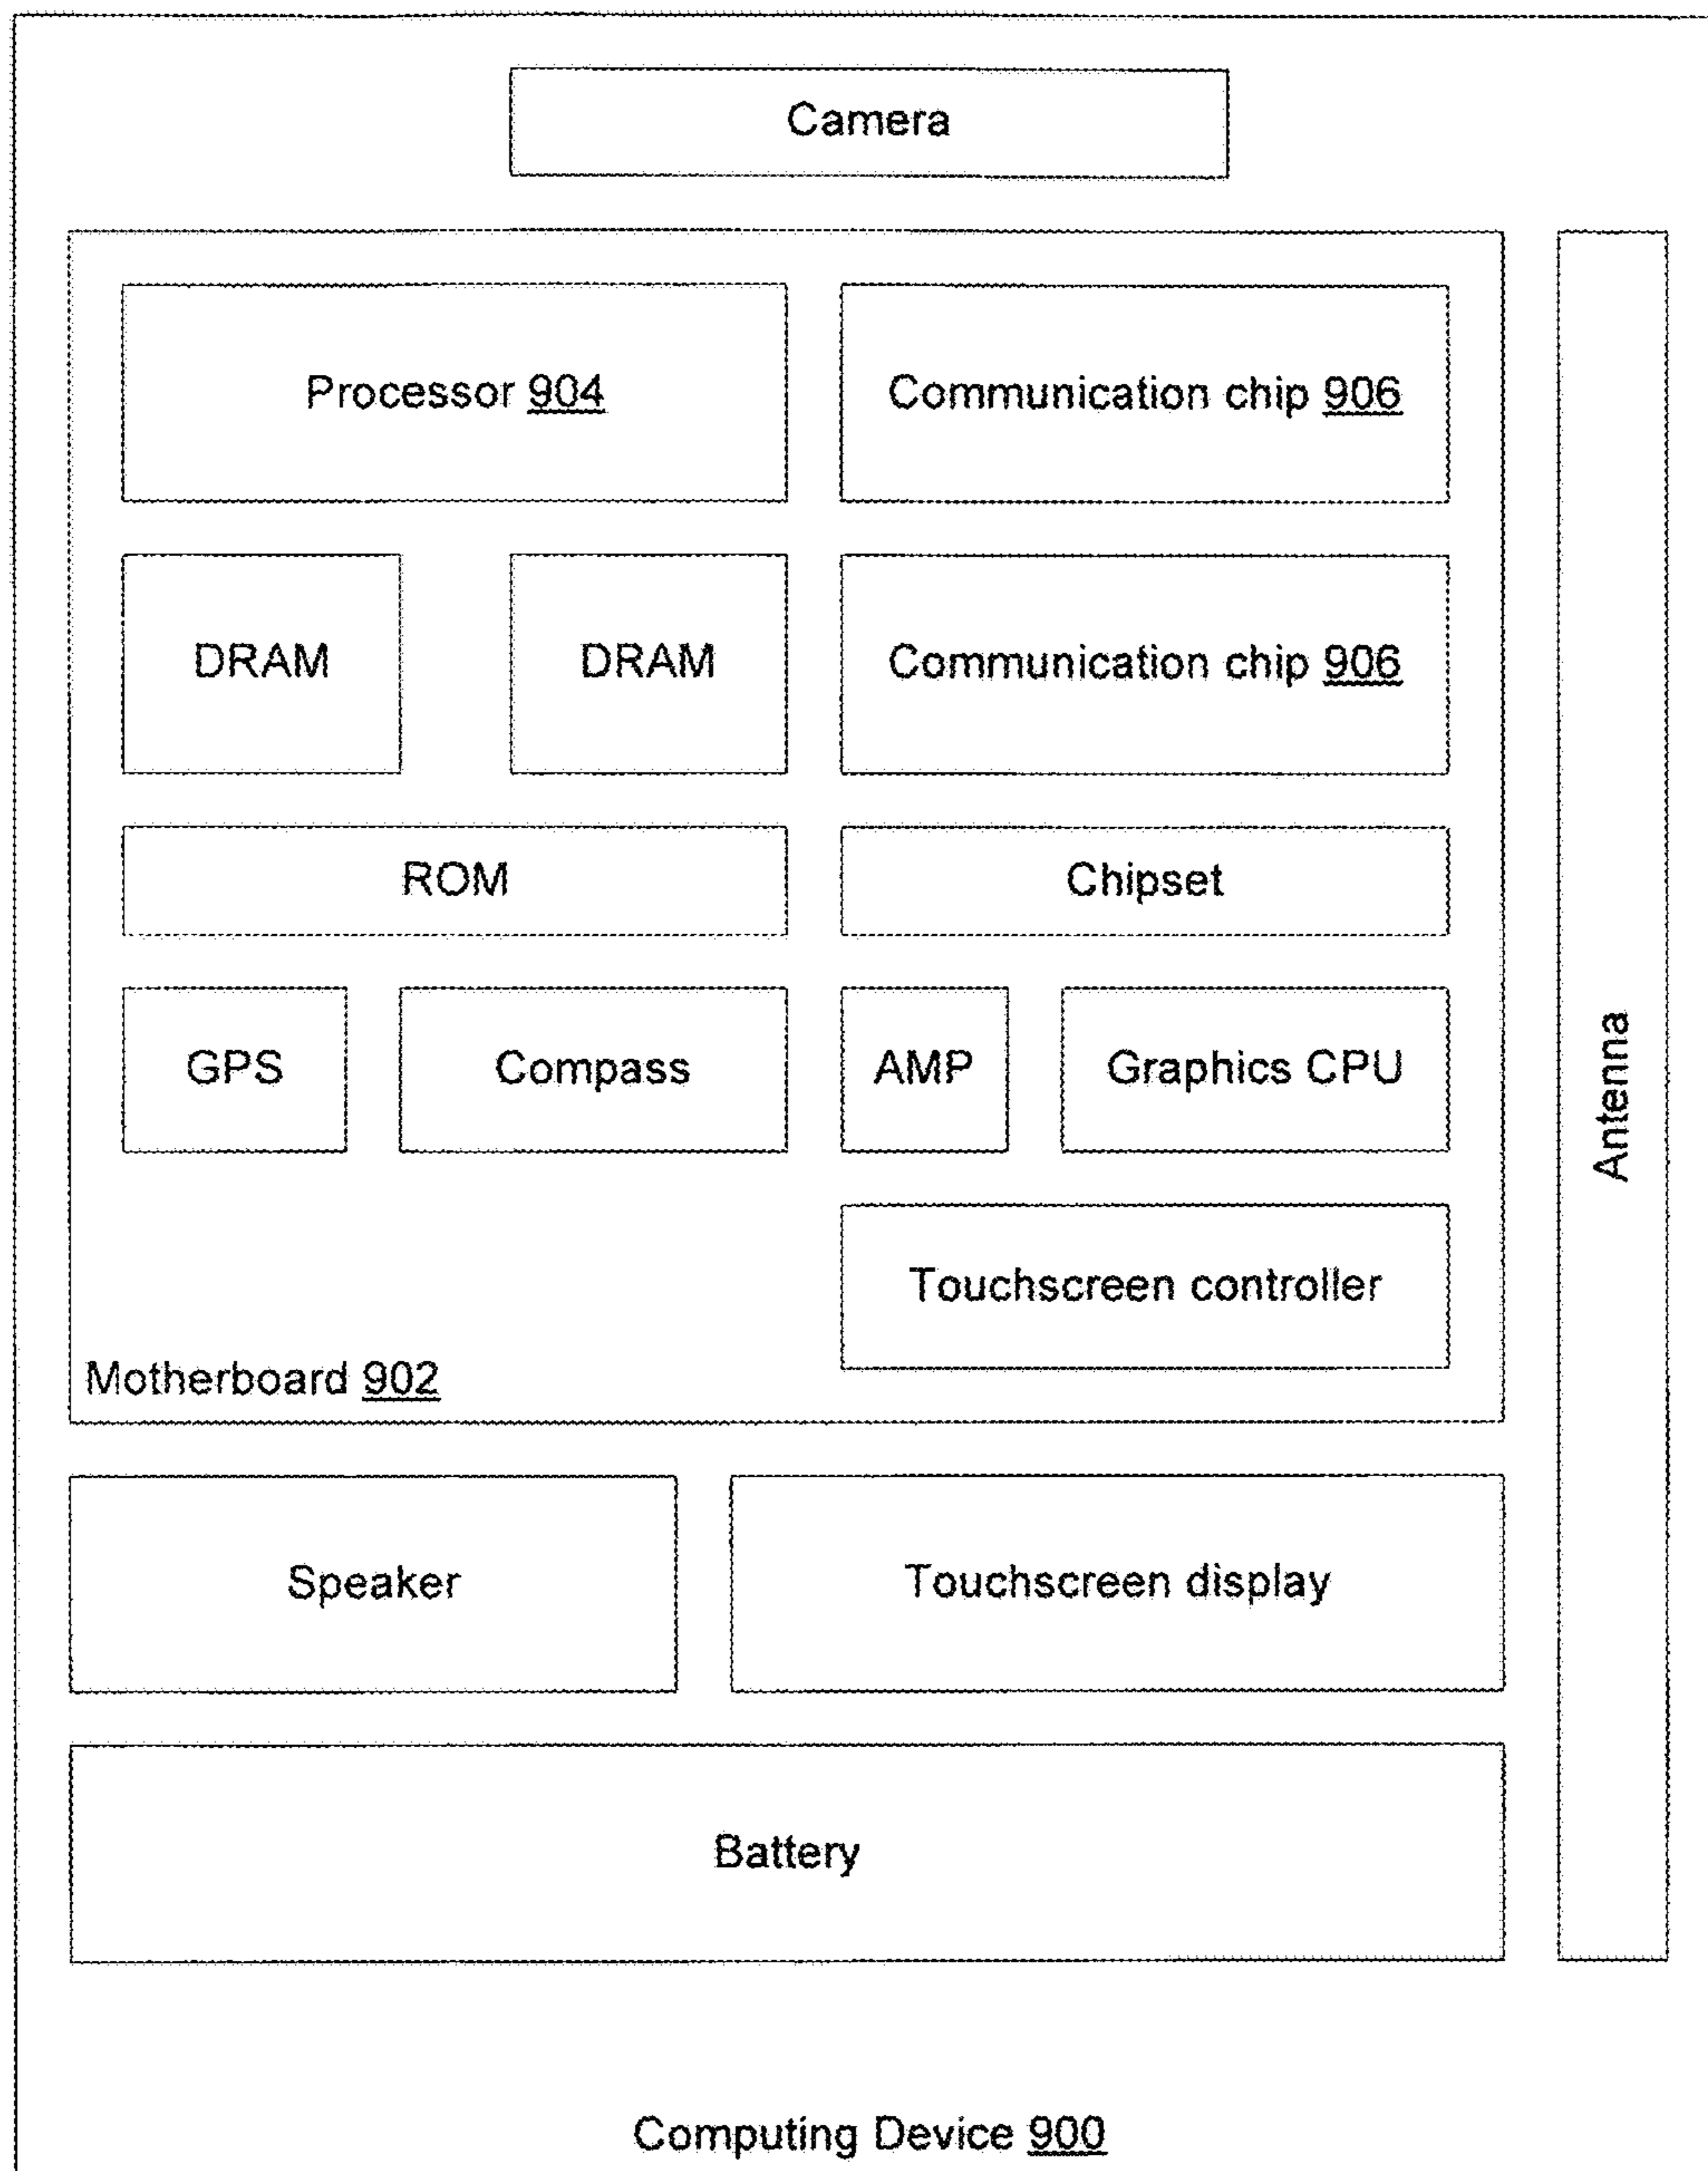 Camera
Processor 904
Communication chip 906
DRAM
DRAM
Communication chip 906
ROM
Chipset
GPS
Compass
AMP
Graphics CPU
Touchscreen controller
Motherboard 902
Antenna
Speaker
Touchscreen display
Battery
Computing Device 900